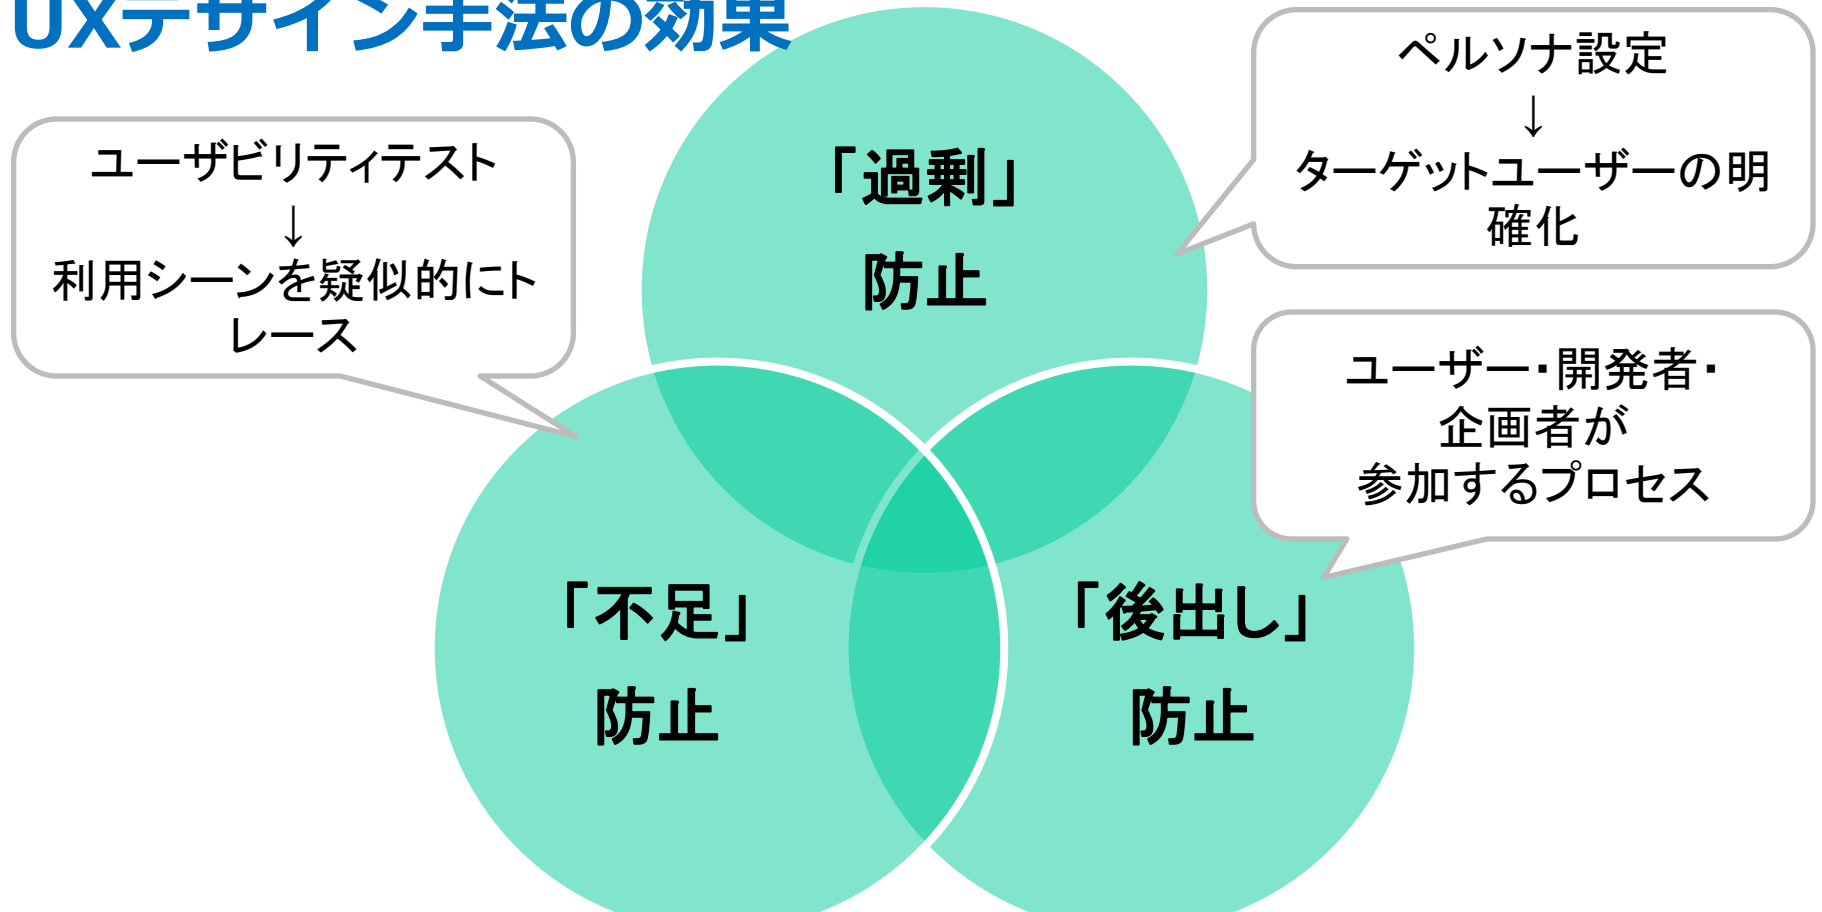 UXデザイン手法の効果
ペルソナ設定
↓
ターゲットユーザーの明
確化
ユーザビリティテスト
↓
利用シーンを疑似的にト
レース
「過剰」
防止
ユーザー・開発者・
企画者が
参加するプロセス
「不足」
防止
「後出し」
防止